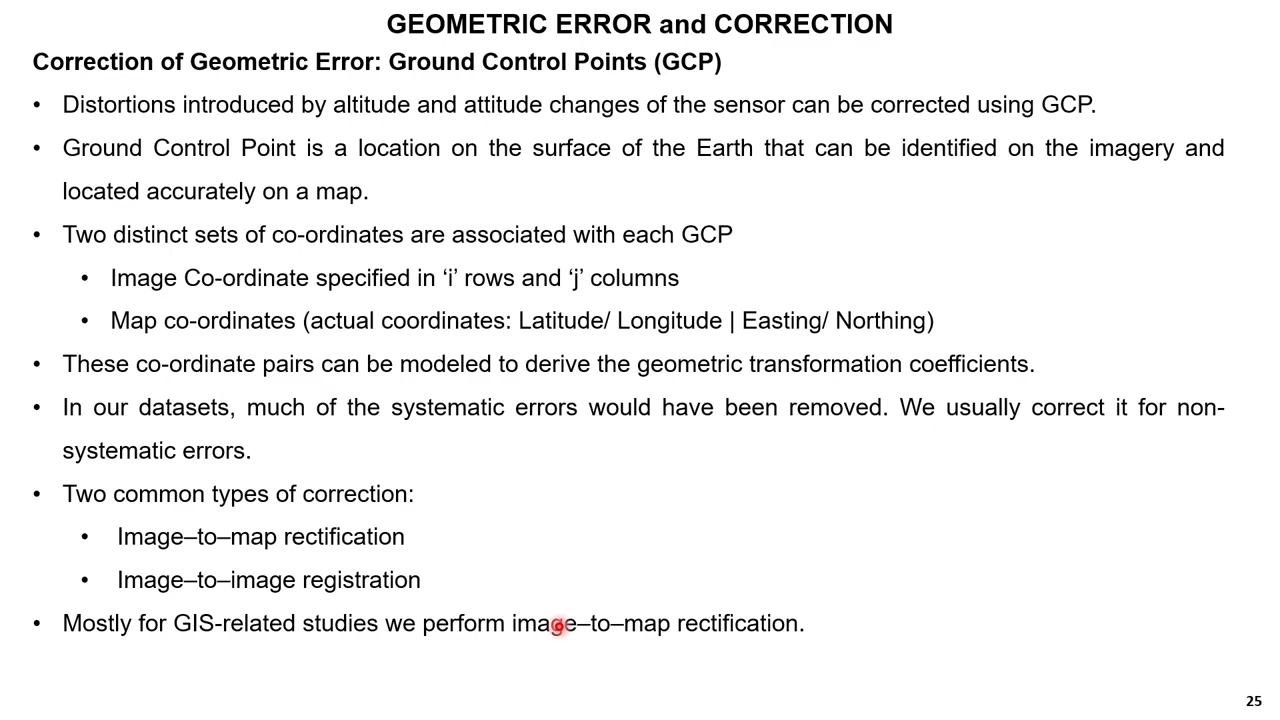 GEOMETRIC ERROR and CORRECTION
Correction of Geometric Error: Ground Control Points (GCP)
• Distortions introduced by altitude and attitude changes of the sensor can be corrected using GCP.
• Ground Control Point is a location on the surface of the Earth that can be identified on the imagery and
located accurately on a map.
• Two distinct sets of co-ordinates are associated with each GCP
• Image Co-ordinate specified in ‘i’ rows and ‘j’ columns
• Map co-ordinates (actual coordinates: Latitude/ Longitude | Easting/ Northing)
• These co-ordinate pairs can be modeled to derive the geometric transformation coefficients.
• In our datasets, much of the systematic errors would have been removed. We usually correct it for non-
systematic errors.
• Two common types of correction:
• Image–to–map rectification
• Image–to–image registration
• Mostly for GIS-related studies we perform image–to–map rectification.
25